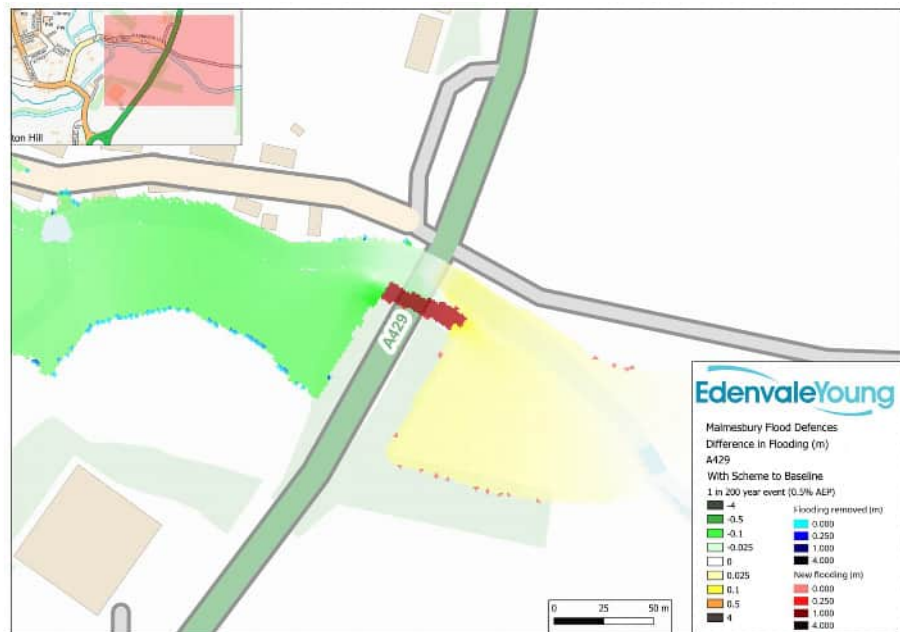 Library
PW
ton Hill
A429
EdenvaleYoung
Malmesbury Flood Defences
Difference in Flooding (m)
A429
With Scheme to Baseline
1 in 200 year event (0.5% AEP)
-4
-0.5
-0.1
-0.025
0
0.025
0.1
0.5
4
Flooding removed (m)
0.000
0.250
1.000
4.000
New flooding (m)
0.000
0.250
1.000
4.000
0 25 50 m